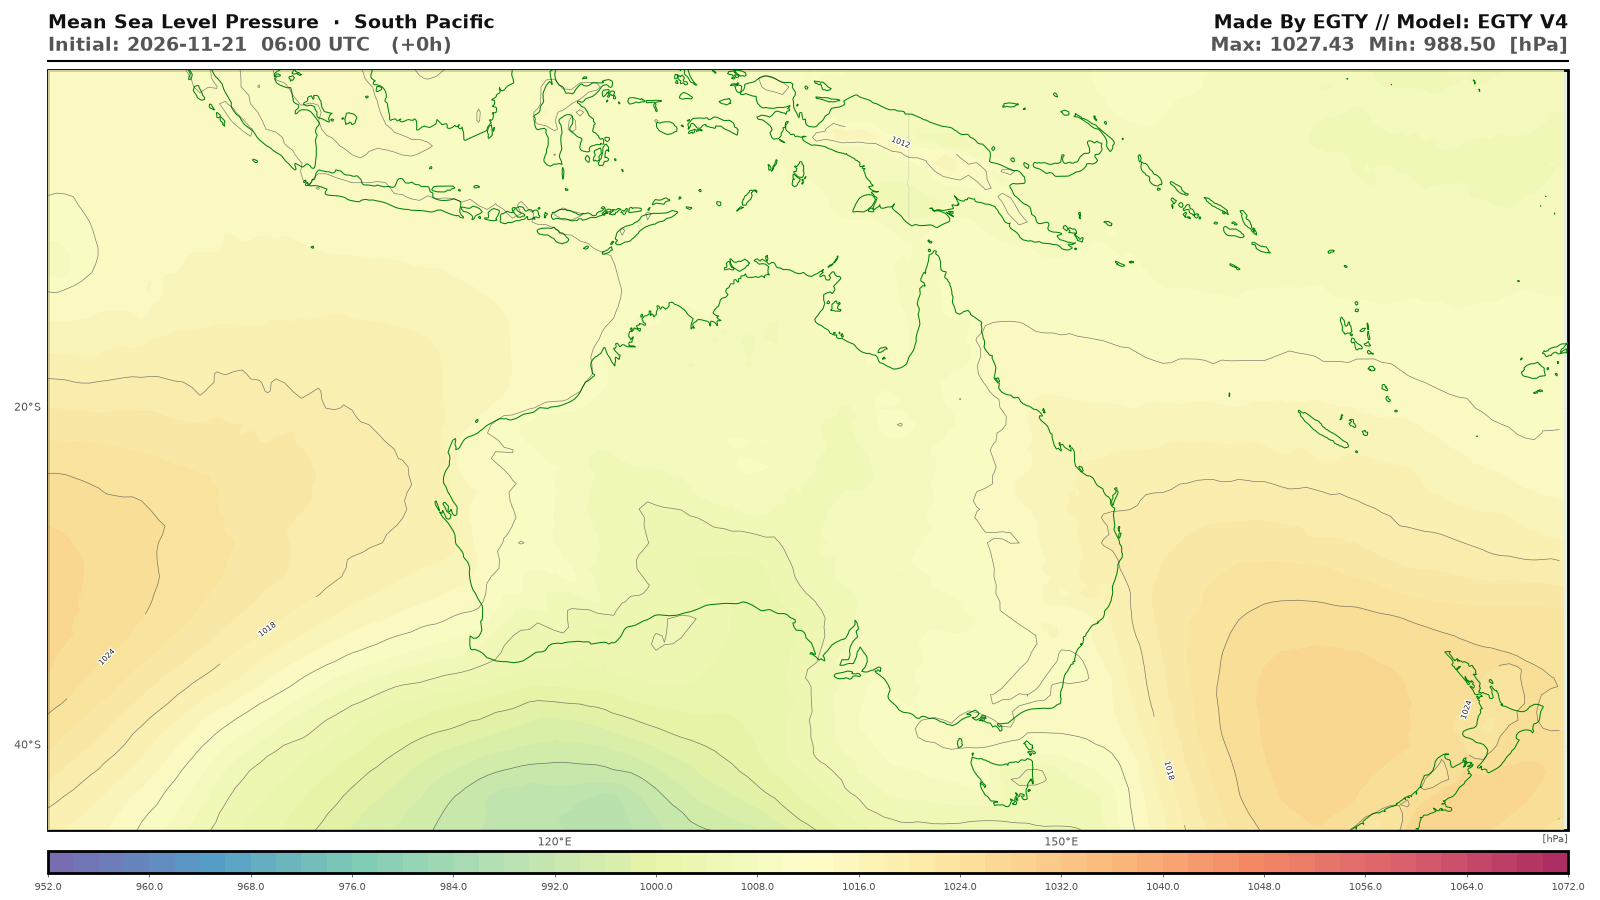 Mean Sea Level Pressure · South Pacific
Made By EGTY // Model: EGTY V4
Initial: 2026-11-21 06:00 UTC (+0h)
Max: 1027.43 Min: 988.50 [hPa]
1012
20°S
1018
1024
1024
40°S
1018
120°E
150°E
[hPa]
952.0 960.0 968.0 976.0 984.0 992.0 1000.0 1008.0 1016.0 1024.0 1032.0 1040.0 1048.0 1056.0 1064.0 1072.0